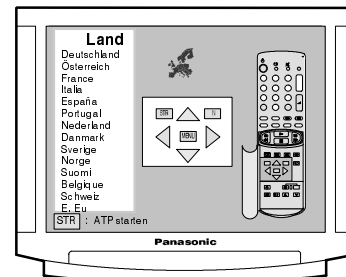 Land
Deutschland
Österreich
France
Italia
España
Portugal
Nederland
Danmark
Sverige
Norge
Suomi
Belgique
Schweiz
E. Eu
STR TV
MENU
STR : ATP starten
Panasonic